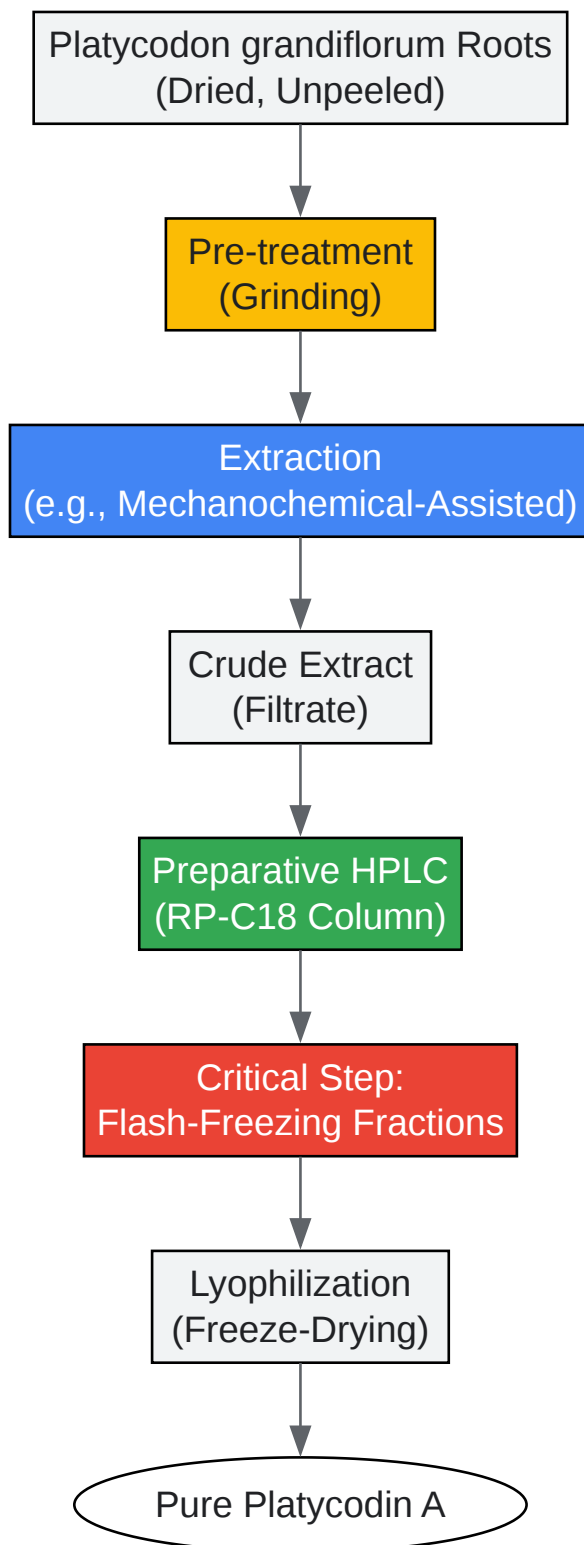 Platycodon grandiflorum Roots
(Dried, Unpeeled)
Pre-treatment
(Grinding)
Extraction
(e.g., Mechanochemical-Assisted)
Crude Extract
(Filtrate)
Preparative HPLC
(RP-C18 Column)
Critical Step:
Flash-Freezing Fractions
Lyophilization
(Freeze-Drying)
Pure Platycodin A